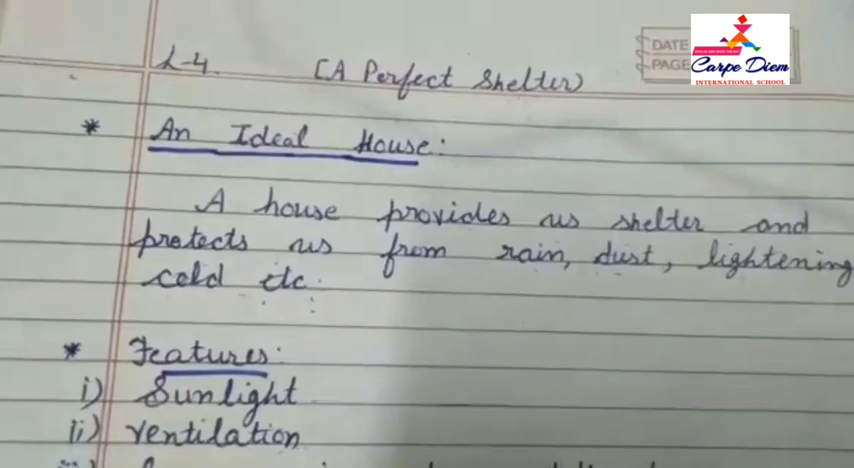 L-4 [A Perfect Shelter)
DATE
PAGE
Carpe Diem
INTERNATIONAL SCHOOL
* An Ideal House:
A house provides us shelter and
protects us from rain, dust, lightening
cold etc.
* Features:
i) Sunlight
ii) ventilation